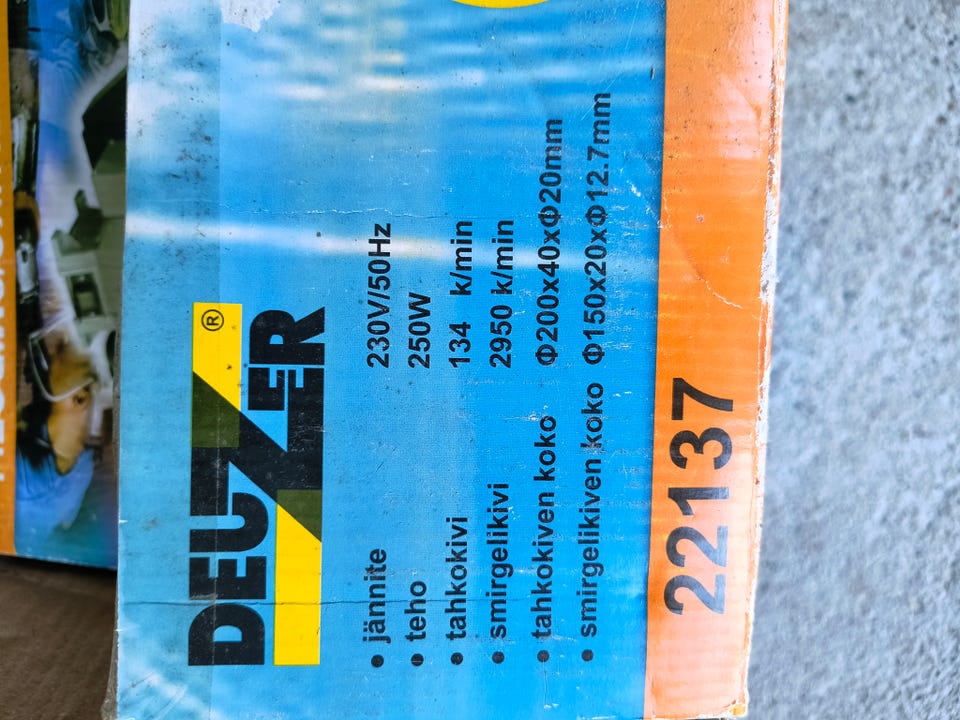 DEUZER®
• jännite 230V/50Hz
• teho 250W
• tahkokivi 134 k/min
• smirgelikivi 2950 k/min
• tahkokiven koko Φ200x40xΦ20mm
• smirgelikiven koko Φ150x20xΦ12.7mm
22137